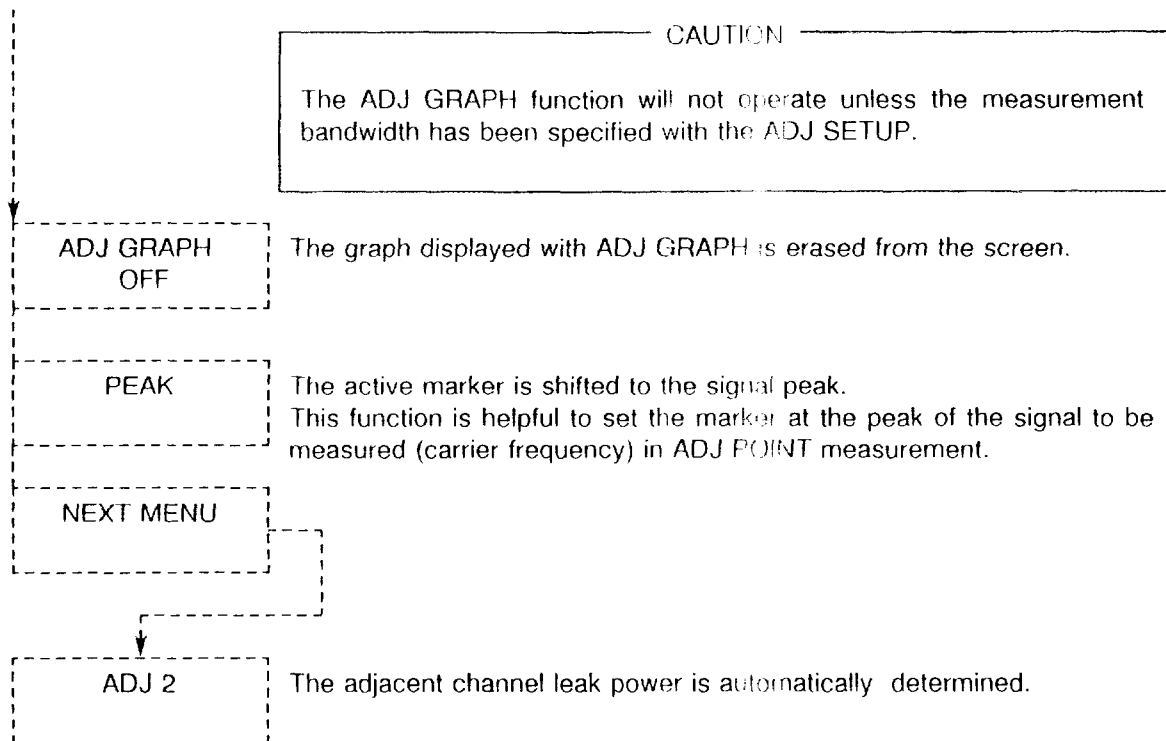 CAUTION
The ADJ GRAPH function will not operate unless the measurement
bandwidth has been specified with the ADJ SETUP.
ADJ GRAPH
OFF
The graph displayed with ADJ GRAPH is erased from the screen.
PEAK
The active marker is shifted to the signal peak.
This function is helpful to set the marker at the peak of the signal to be
measured (carrier frequency) in ADJ POINT measurement.
NEXT MENU
ADJ 2
The adjacent channel leak power is automatically determined.